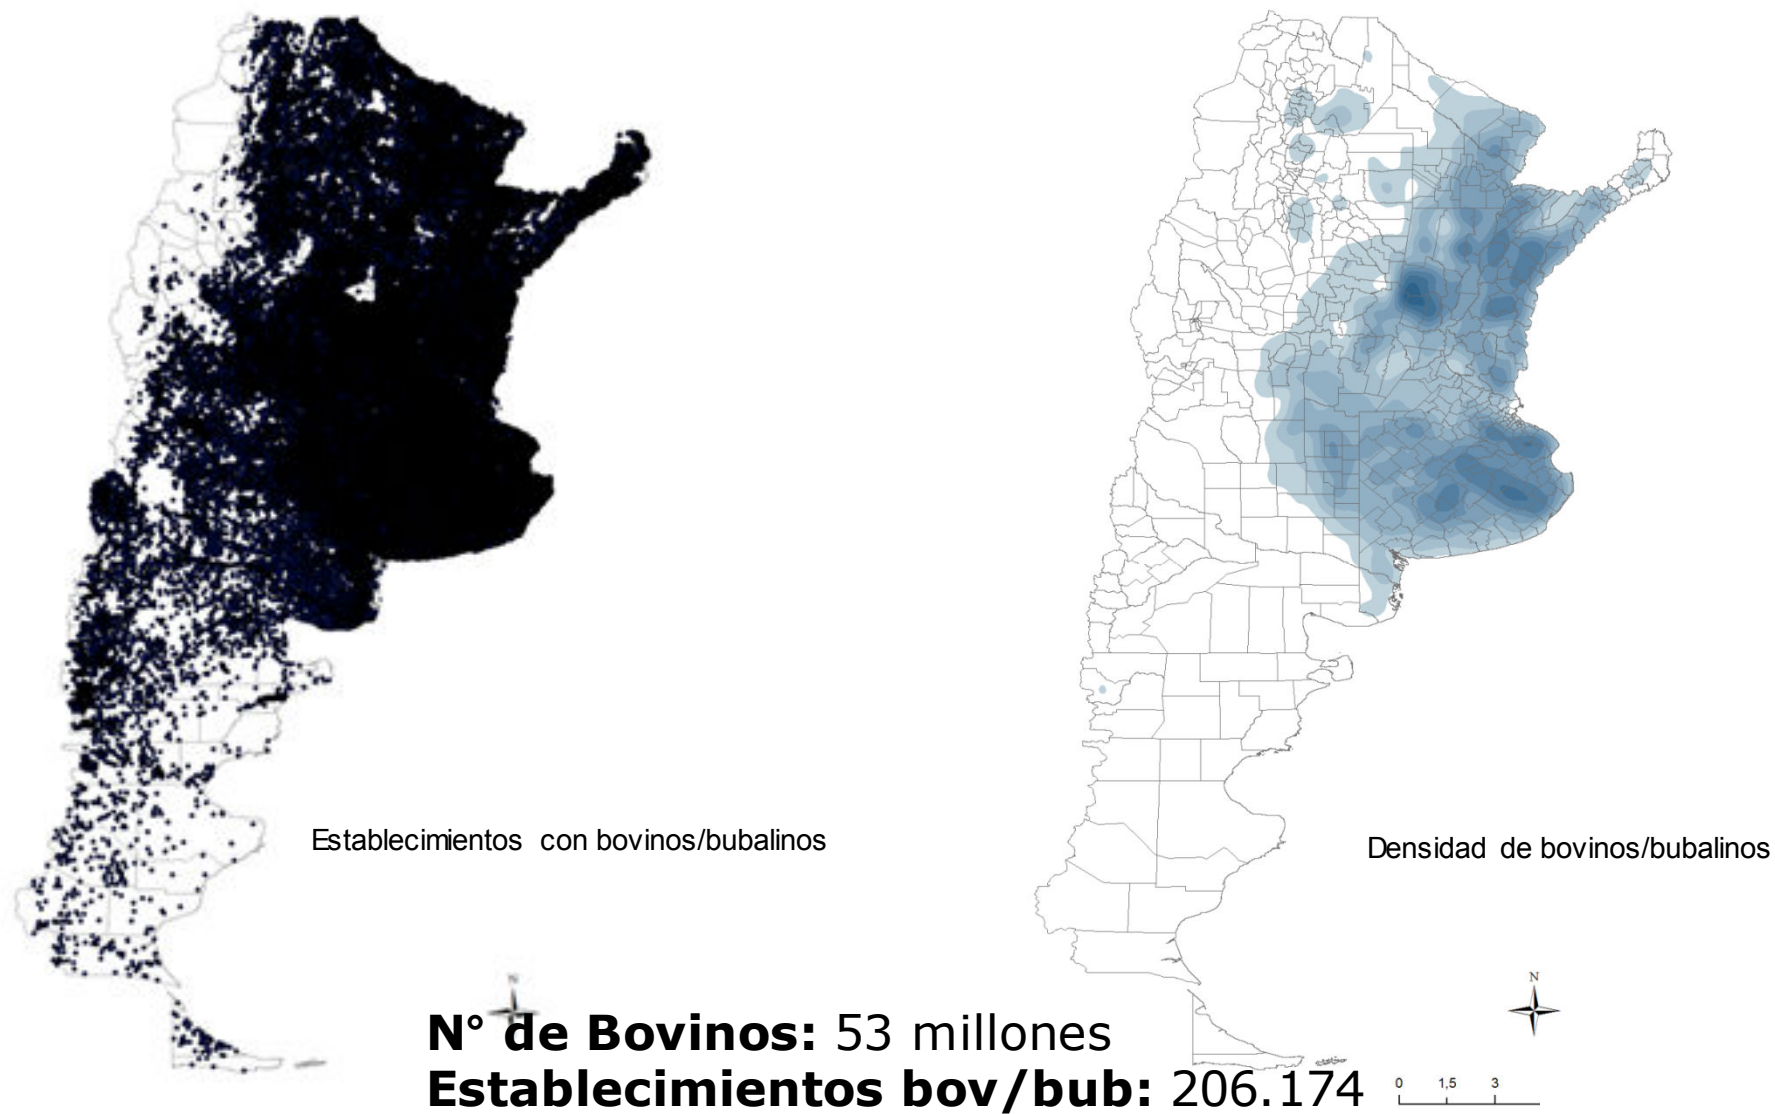 Establecimientos con bovinos/bubalinos
Densidad de bovinos/bubalinos
N
N
N° de Bovinos: 53 millones
Establecimientos bov/bub: 206.174
0 1,5 3